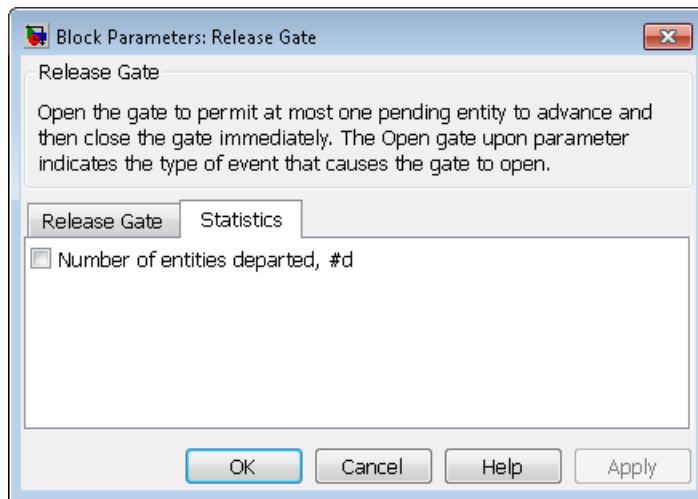 Block Parameters: Release Gate
Release Gate
Open the gate to permit at most one pending entity to advance and
then close the gate immediately. The Open gate upon parameter
indicates the type of event that causes the gate to open.
Release Gate Statistics
Number of entities departed, #d
OK Cancel Help Apply